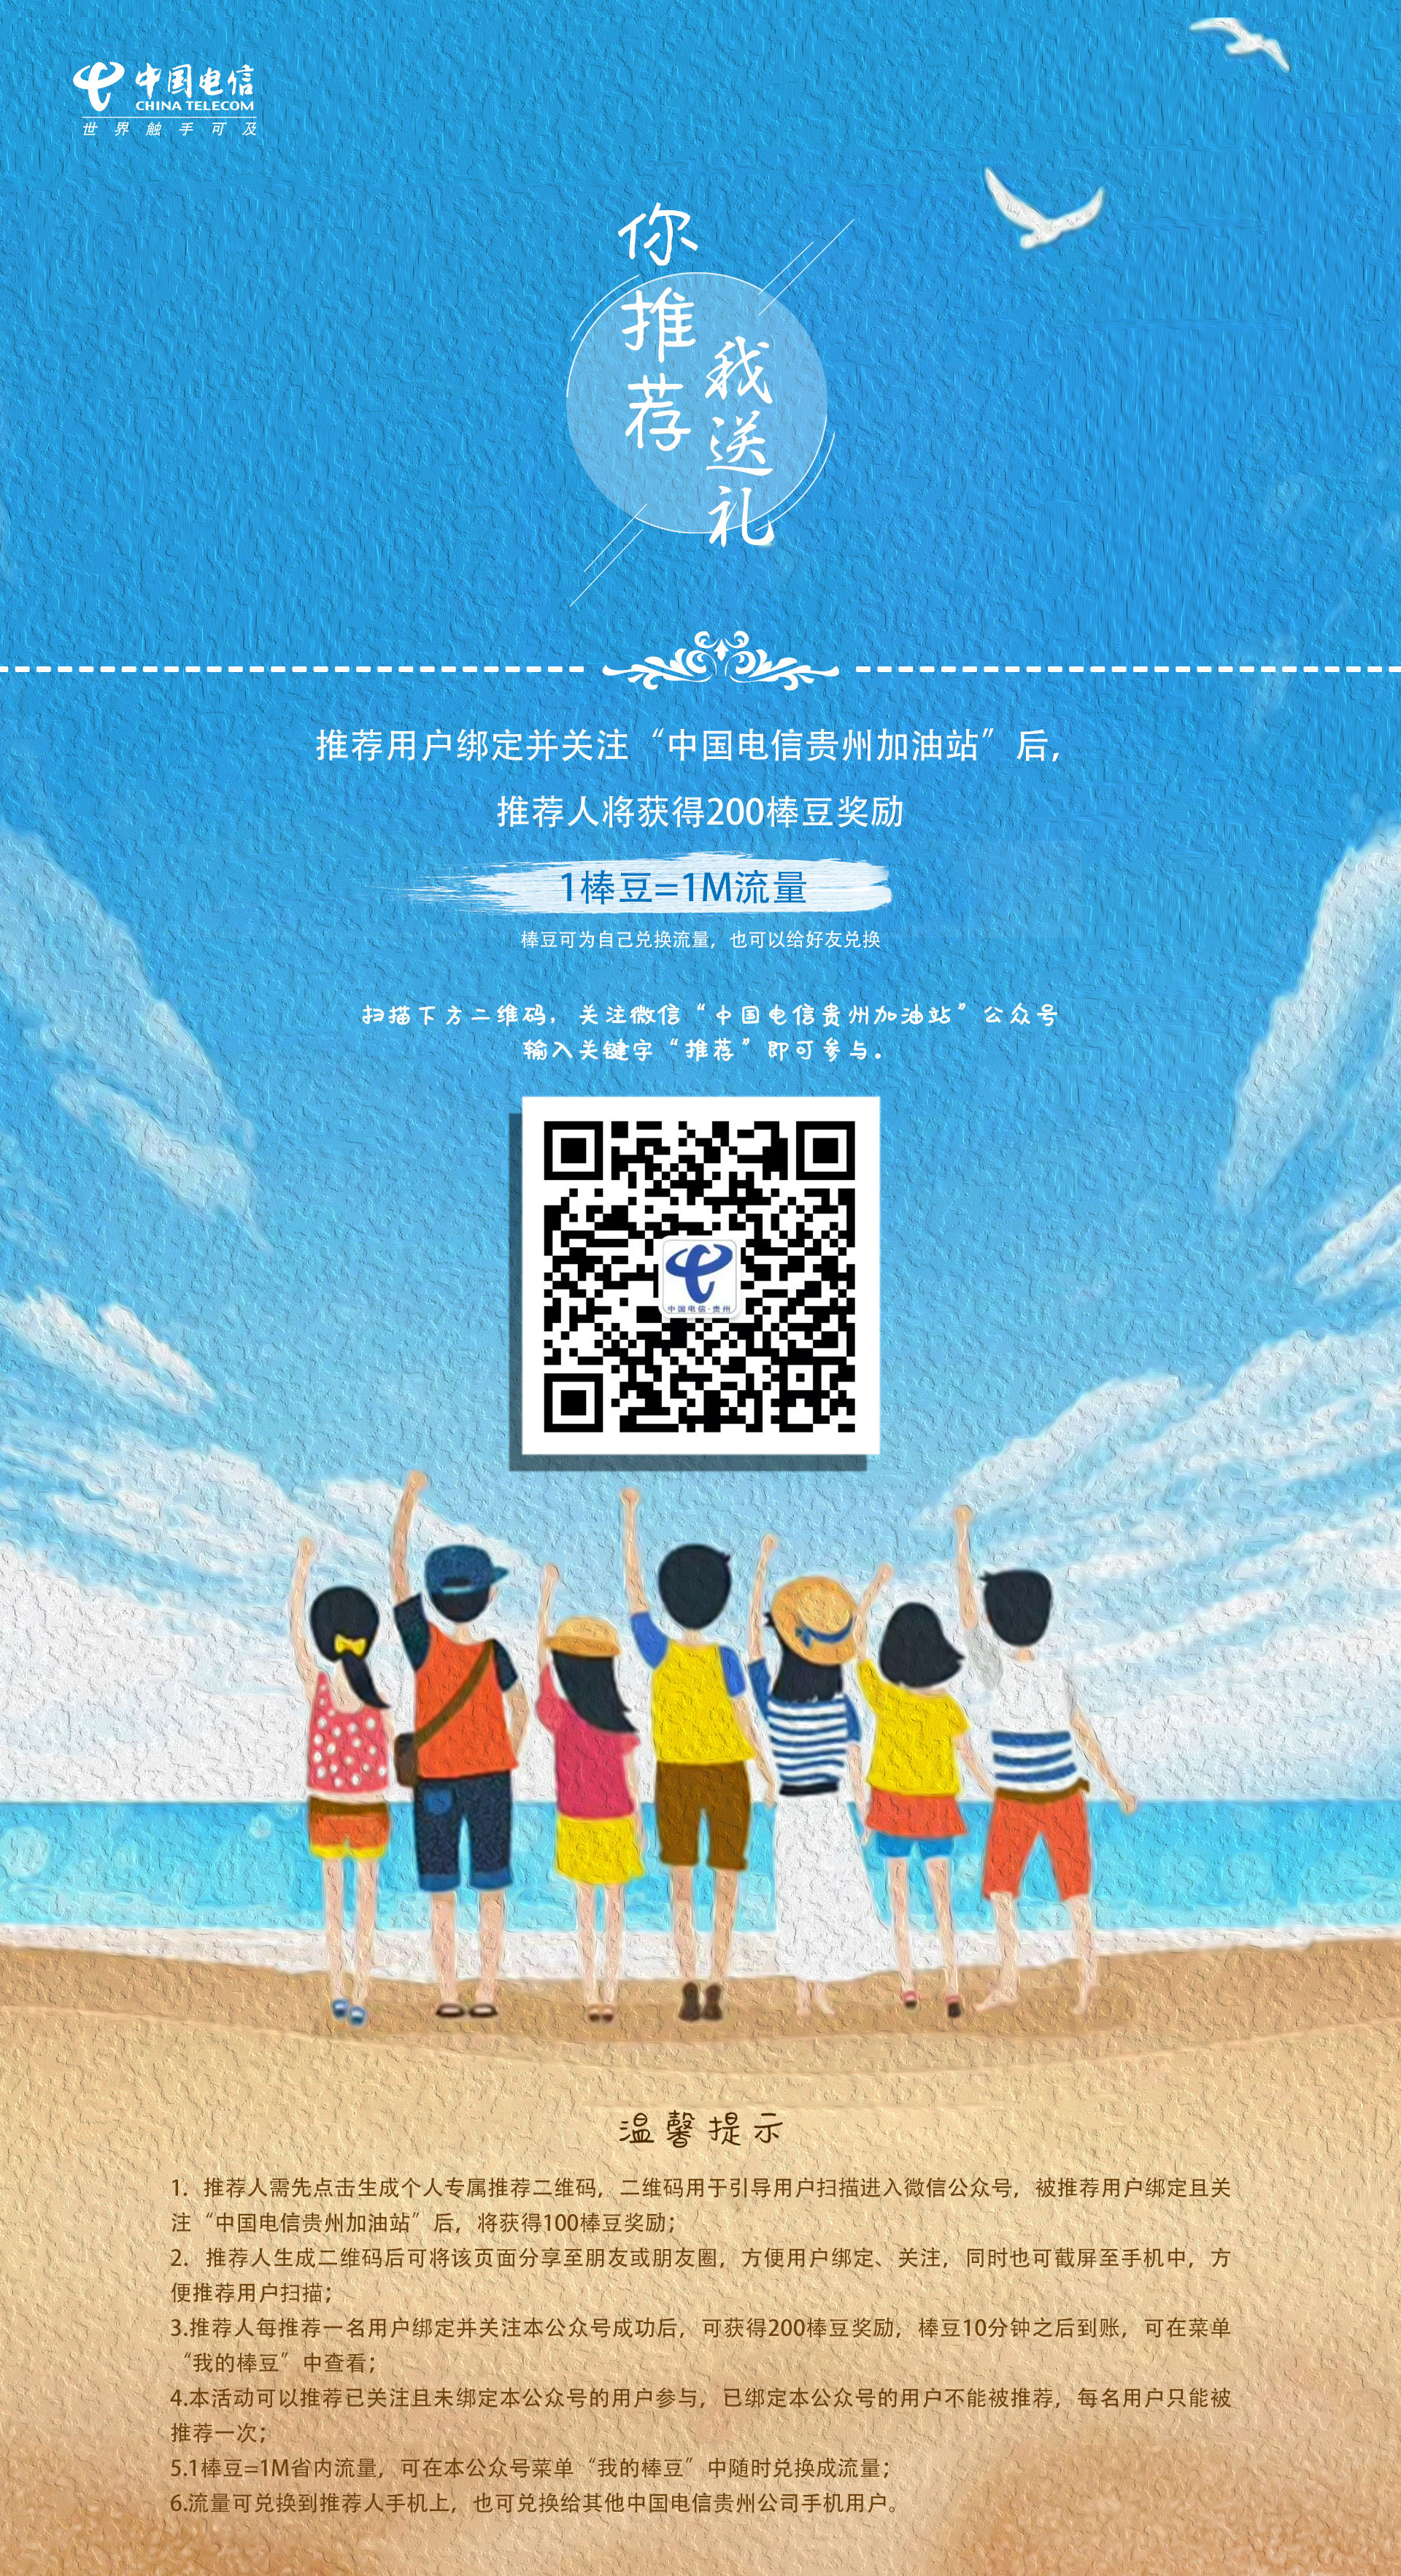 中国电信
CHINA TELECOM
世界触手可及
你推荐
我送礼
推荐用户绑定并关注“中国电信贵州加油站”后，
推荐人将获得200棒豆奖励
1棒豆=1M流量
棒豆可为自己兑换流量，也可以给好友兑换
扫描下方二维码，关注微信“中国电信贵州加油站”公众号
输入关键字“推荐”即可参与。
中国电信·贵州
温馨提示
1. 推荐人需先点击生成个人专属推荐二维码，二维码用于引导用户扫描进入微信公众号，被推荐用户绑定且关
注“中国电信贵州加油站”后，将获得100棒豆奖励；
2. 推荐人生成二维码后可将该页面分享至朋友或朋友圈，方便用户绑定、关注，同时也可截屏至手机中，方
便推荐用户扫描；
3.推荐人每推荐一名用户绑定并关注本公众号成功后，可获得200棒豆奖励，棒豆10分钟之后到账，可在菜单
“我的棒豆”中查看；
4.本活动可以推荐已关注且未绑定本公众号的用户参与，已绑定本公众号的用户不能被推荐，每名用户只能被
推荐一次；
5.1棒豆=1M省内流量，可在本公众号菜单“我的棒豆”中随时兑换成流量；
6.流量可兑换到推荐人手机上，也可兑换给其他中国电信贵州公司手机用户。